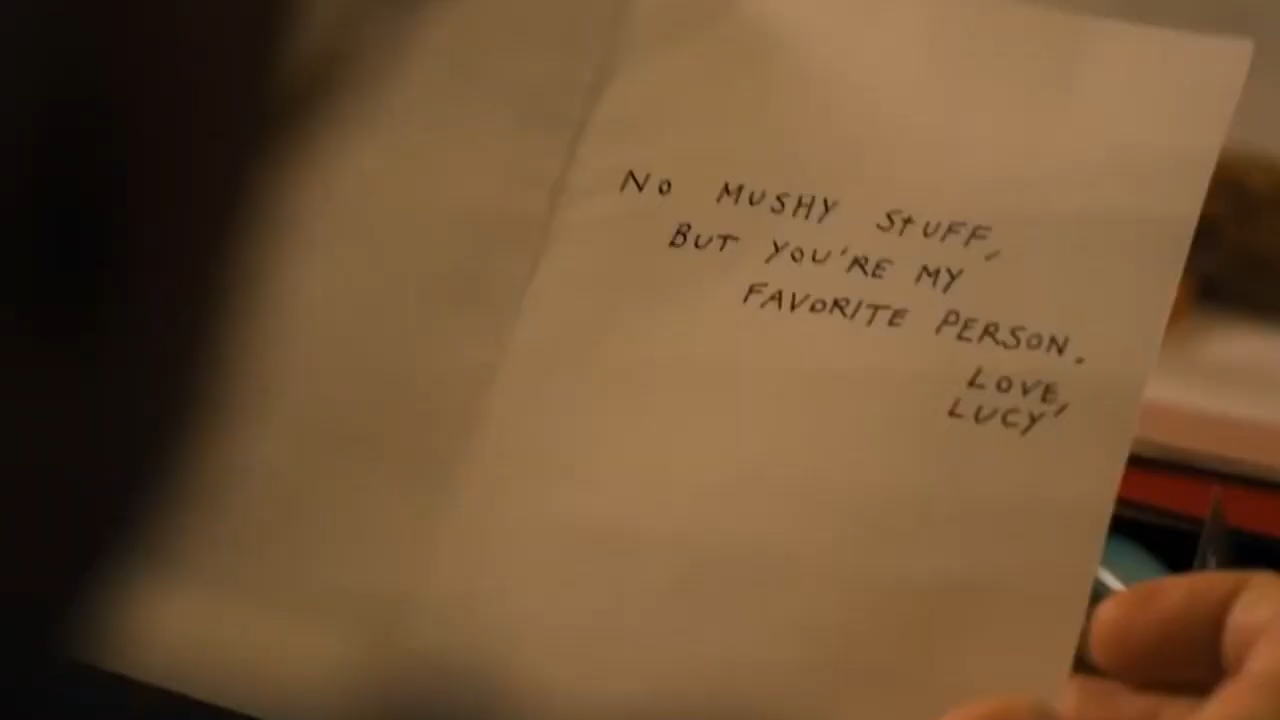 No MUSHY StUFF,
BUT YOU'RE MY
FAVORITE PERSON.
LOVE,
LUCY